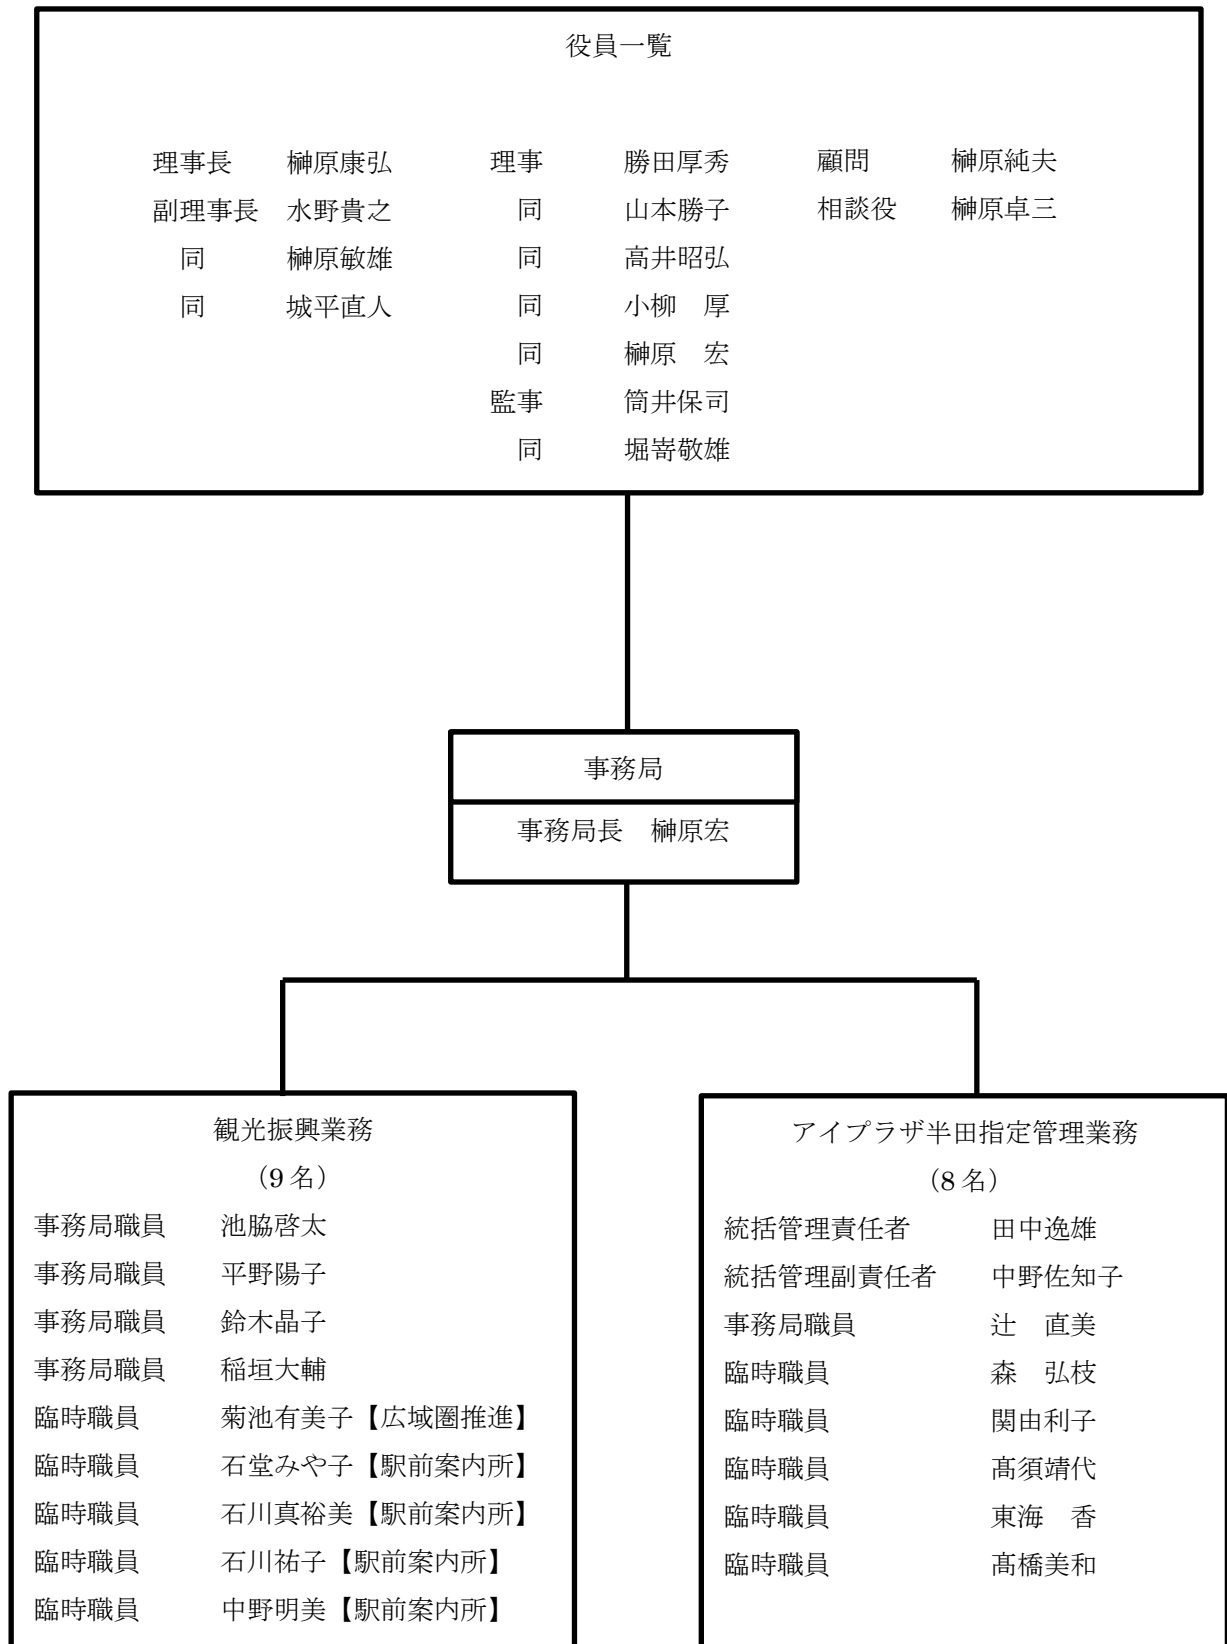 役員一覧
理事長 榊原康弘 理事 勝田厚秀 顧問 榊原純夫
副理事長 水野貴之 同 山本勝子 相談役 榊原卓三
同 榊原敏雄 同 高井昭弘
同 城平直人 同 小柳 厚
同 榊原 宏
監事 筒井保司
同 堀嵜敬雄
事務局
事務局長 榊原宏
観光振興業務
(9名)
事務局職員 池脇啓太
事務局職員 平野陽子
事務局職員 鈴木晶子
事務局職員 稲垣大輔
臨時職員 菊池有美子【広域圏推進】
臨時職員 石堂みや子【駅前案内所】
臨時職員 石川真裕美【駅前案内所】
臨時職員 石川祐子【駅前案内所】
臨時職員 中野明美【駅前案内所】
アイプラザ半田指定管理業務
(8名)
統括管理責任者 田中逸雄
統括管理副責任者 中野佐知子
事務局職員 辻 直美
臨時職員 森 弘枝
臨時職員 関由利子
臨時職員 髙須靖代
臨時職員 東海 香
臨時職員 髙橋美和